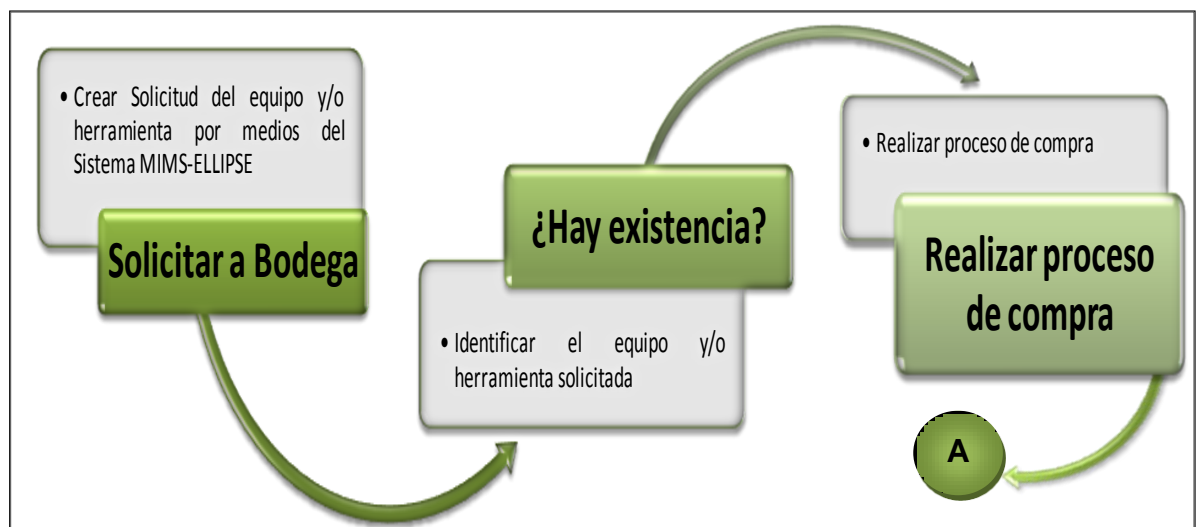 • Crear Solicitud del equipo y/o
herramienta por medios del
Sistema MIMS-ELLIPSE
Solicitar a Bodega
¿Hay existencia?
• Identificar el equipo y/o
herramienta solicitada
• Realizar proceso de compra
Realizar proceso
de compra
A